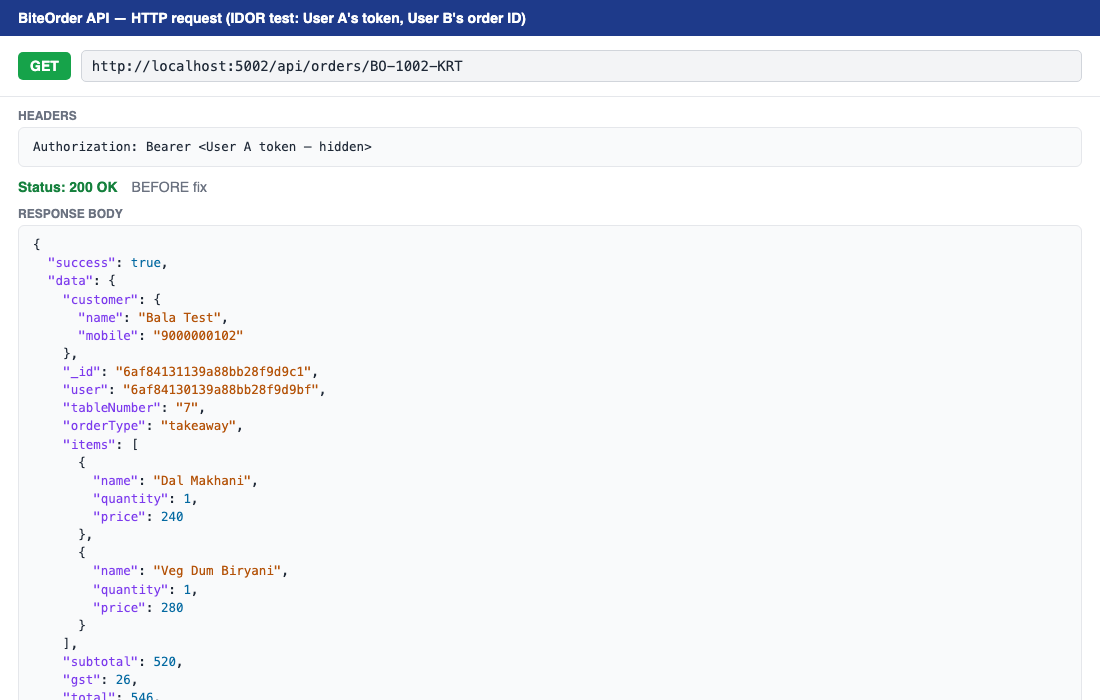 BiteOrder API — HTTP request (IDOR test: User A's token, User B's order ID)
GET http://localhost:5002/api/orders/BO-1002-KRT
HEADERS
Authorization: Bearer <User A token — hidden>
Status: 200 OK BEFORE fix
RESPONSE BODY
{
  "success": true,
  "data": {
    "customer": {
      "name": "Bala Test",
      "mobile": "9000000102"
    },
    "_id": "6af84131139a88bb28f9d9c1",
    "user": "6af84130139a88bb28f9d9bf",
    "tableNumber": "7",
    "orderType": "takeaway",
    "items": [
      {
        "name": "Dal Makhani",
        "quantity": 1,
        "price": 240
      },
      {
        "name": "Veg Dum Biryani",
        "quantity": 1,
        "price": 280
      }
    ],
    "subtotal": 520,
    "gst": 26,
    "total": 546,